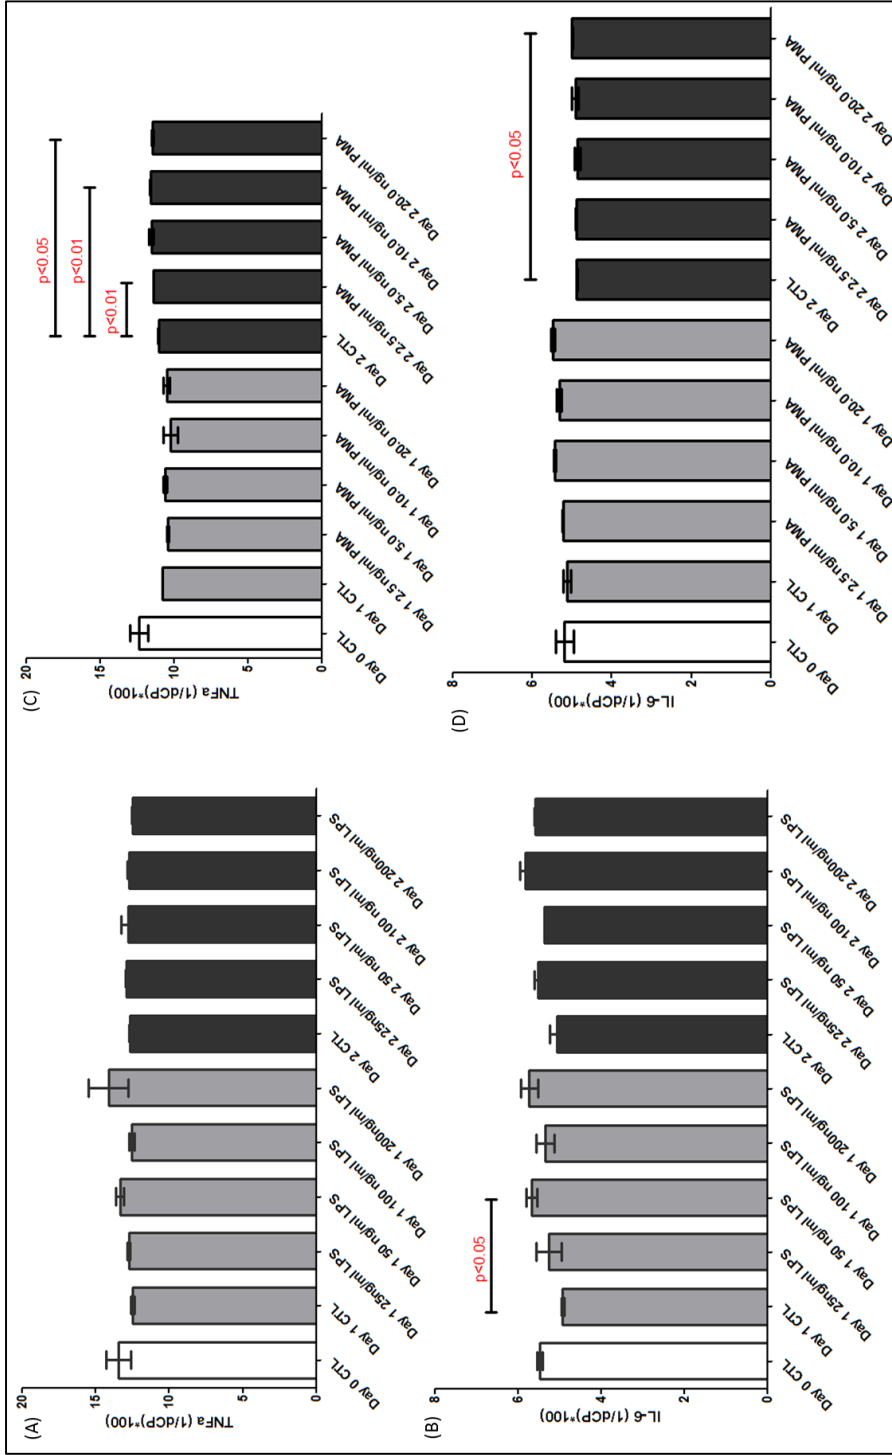 (A)
TNFa (1/dCP)*100)
20
15
10
5
0
Day 0 CTL
Day 1 CTL
Day 1 25ng/ml LPS
Day 1 50 ng/ml LPS
Day 1 100 ng/ml LPS
Day 1 200ng/ml LPS
Day 2 CTL
Day 2 25ng/ml LPS
Day 2 50 ng/ml LPS
Day 2 100 ng/ml LPS
Day 2 200ng/ml LPS
(C)
TNFa (1/dCP)*100)
20
15
10
5
0
p<0.05
p<0.01
p<0.01
Day 0 CTL
Day 1 CTL
Day 1 2.5ng/ml PMA
Day 1 5.0 ng/ml PMA
Day 1 10.0 ng/ml PMA
Day 1 20.0 ng/ml PMA
Day 2 CTL
Day 2 2.5ng/ml PMA
Day 2 5.0 ng/ml PMA
Day 2 10.0 ng/ml PMA
Day 2 20.0 ng/ml PMA
(B)
IL-6 (1/dCP)*100)
8
6
4
2
0
p<0.05
Day 0 CTL
Day 1 CTL
Day 1 25ng/ml LPS
Day 1 50 ng/ml LPS
Day 1 100 ng/ml LPS
Day 1 200ng/ml LPS
Day 2 CTL
Day 2 25ng/ml LPS
Day 2 50 ng/ml LPS
Day 2 100 ng/ml LPS
Day 2 200ng/ml LPS
(D)
IL-6 (1/dCP)*100)
8
6
4
2
0
p<0.05
Day 0 CTL
Day 1 CTL
Day 1 2.5ng/ml PMA
Day 1 5.0 ng/ml PMA
Day 1 10.0 ng/ml PMA
Day 1 20.0 ng/ml PMA
Day 2 CTL
Day 2 2.5ng/ml PMA
Day 2 5.0 ng/ml PMA
Day 2 10.0 ng/ml PMA
Day 2 20.0 ng/ml PMA